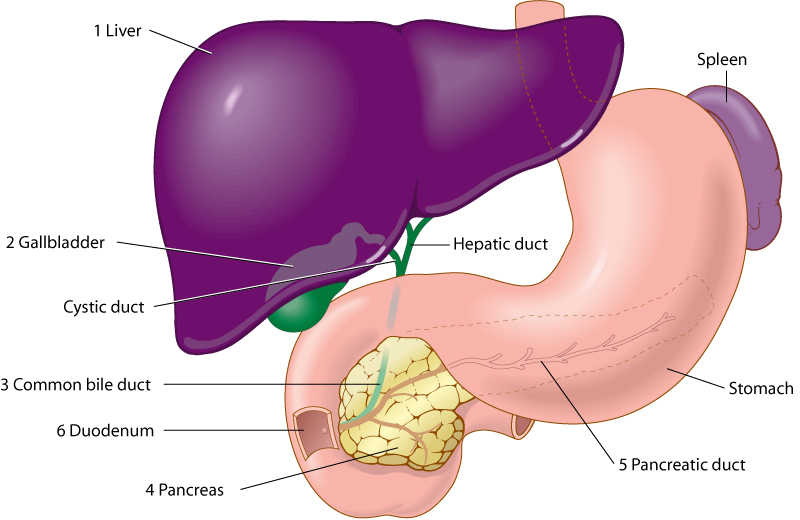 1 Liver
Spleen
2 Gallbladder
Hepatic duct
Cystic duct
3 Common bile duct
Stomach
6 Duodenum
5 Pancreatic duct
4 Pancreas